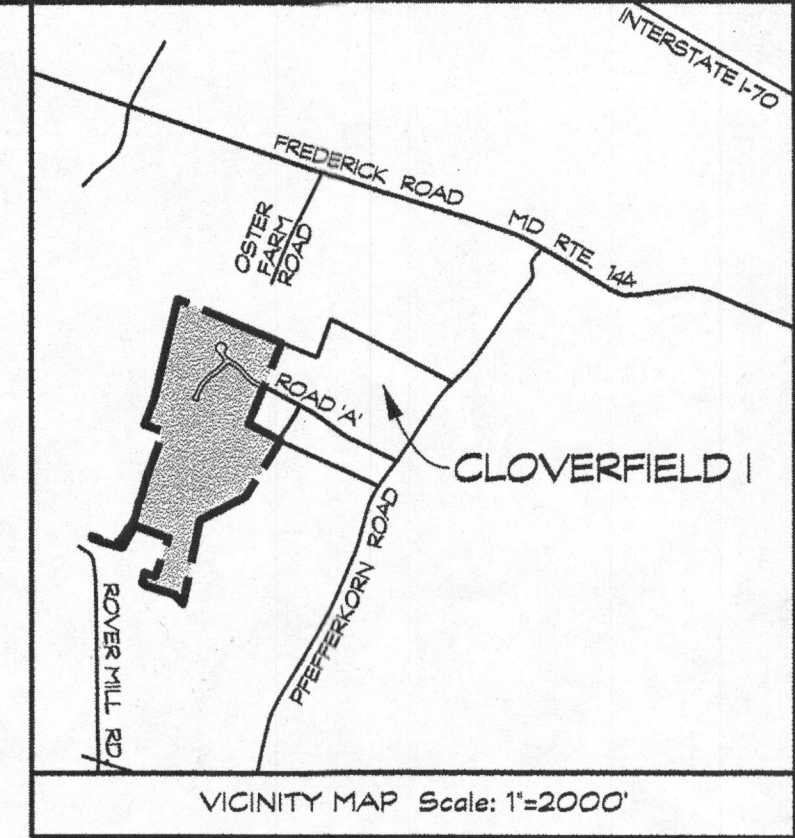 INTERSTATE I-70
FREDERICK ROAD
MD RTE. 144
OSTER
FARM
ROAD
ROAD 'A'
CLOVERFIELD I
PFEFFERKORN ROAD
ROVER MILL RD.
VICINITY MAP Scale: 1"=2000'